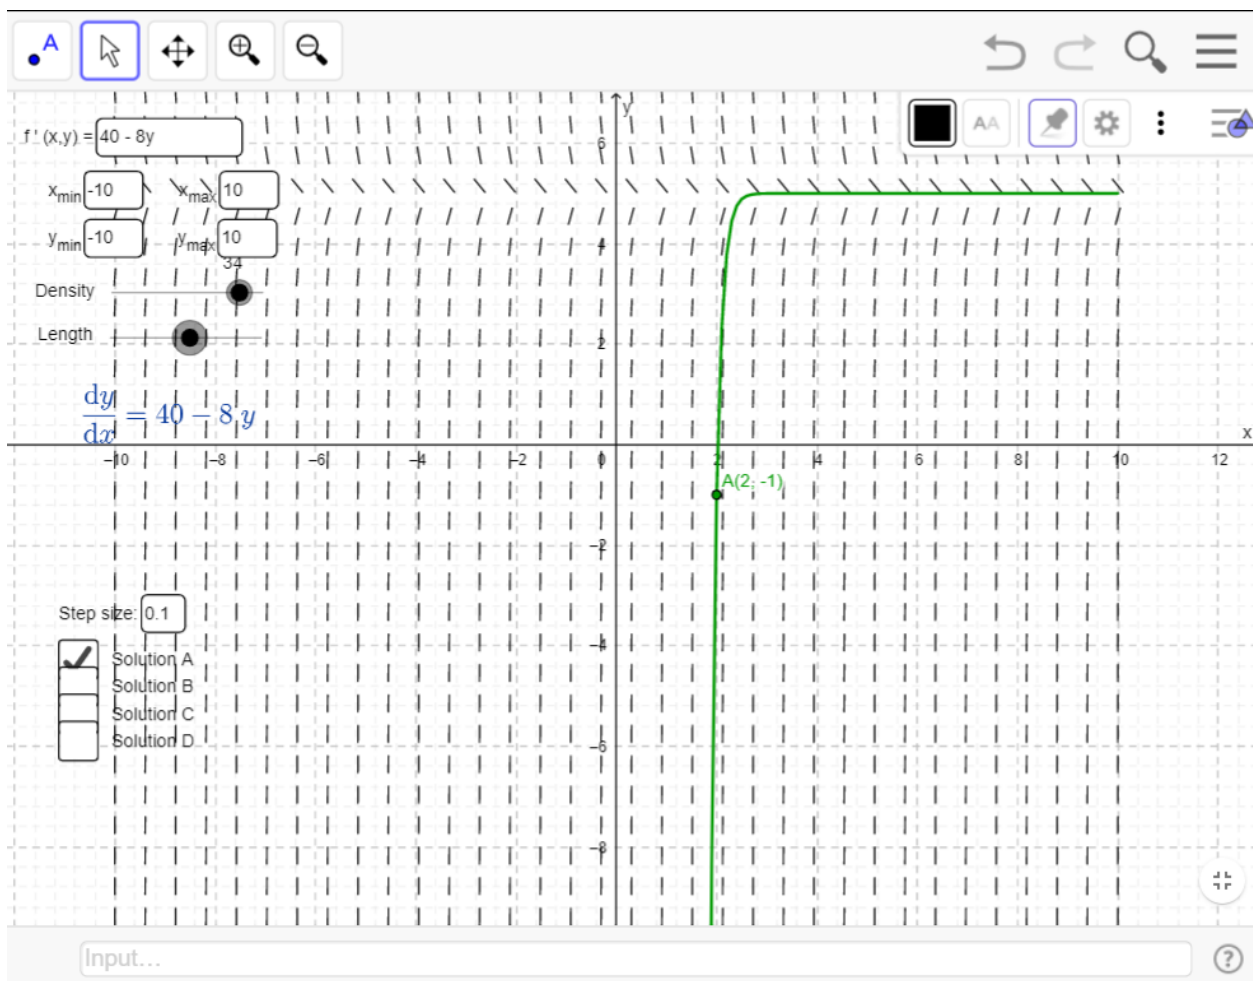 A
AA
f ' (x,y) = 40 - 8y
xmin -10 xmax 10
ymin -10 ymax 10
34
Density
Length
dy/dx = 40 − 8 y
y
6
4
2
x
−10 −8 −6 −4 −2 0 2 4 6 8 10 12
A(2; -1)
−2
−4
−6
−8
Step size: 0.1
Solution A
Solution B
Solution C
Solution D
Input…
?